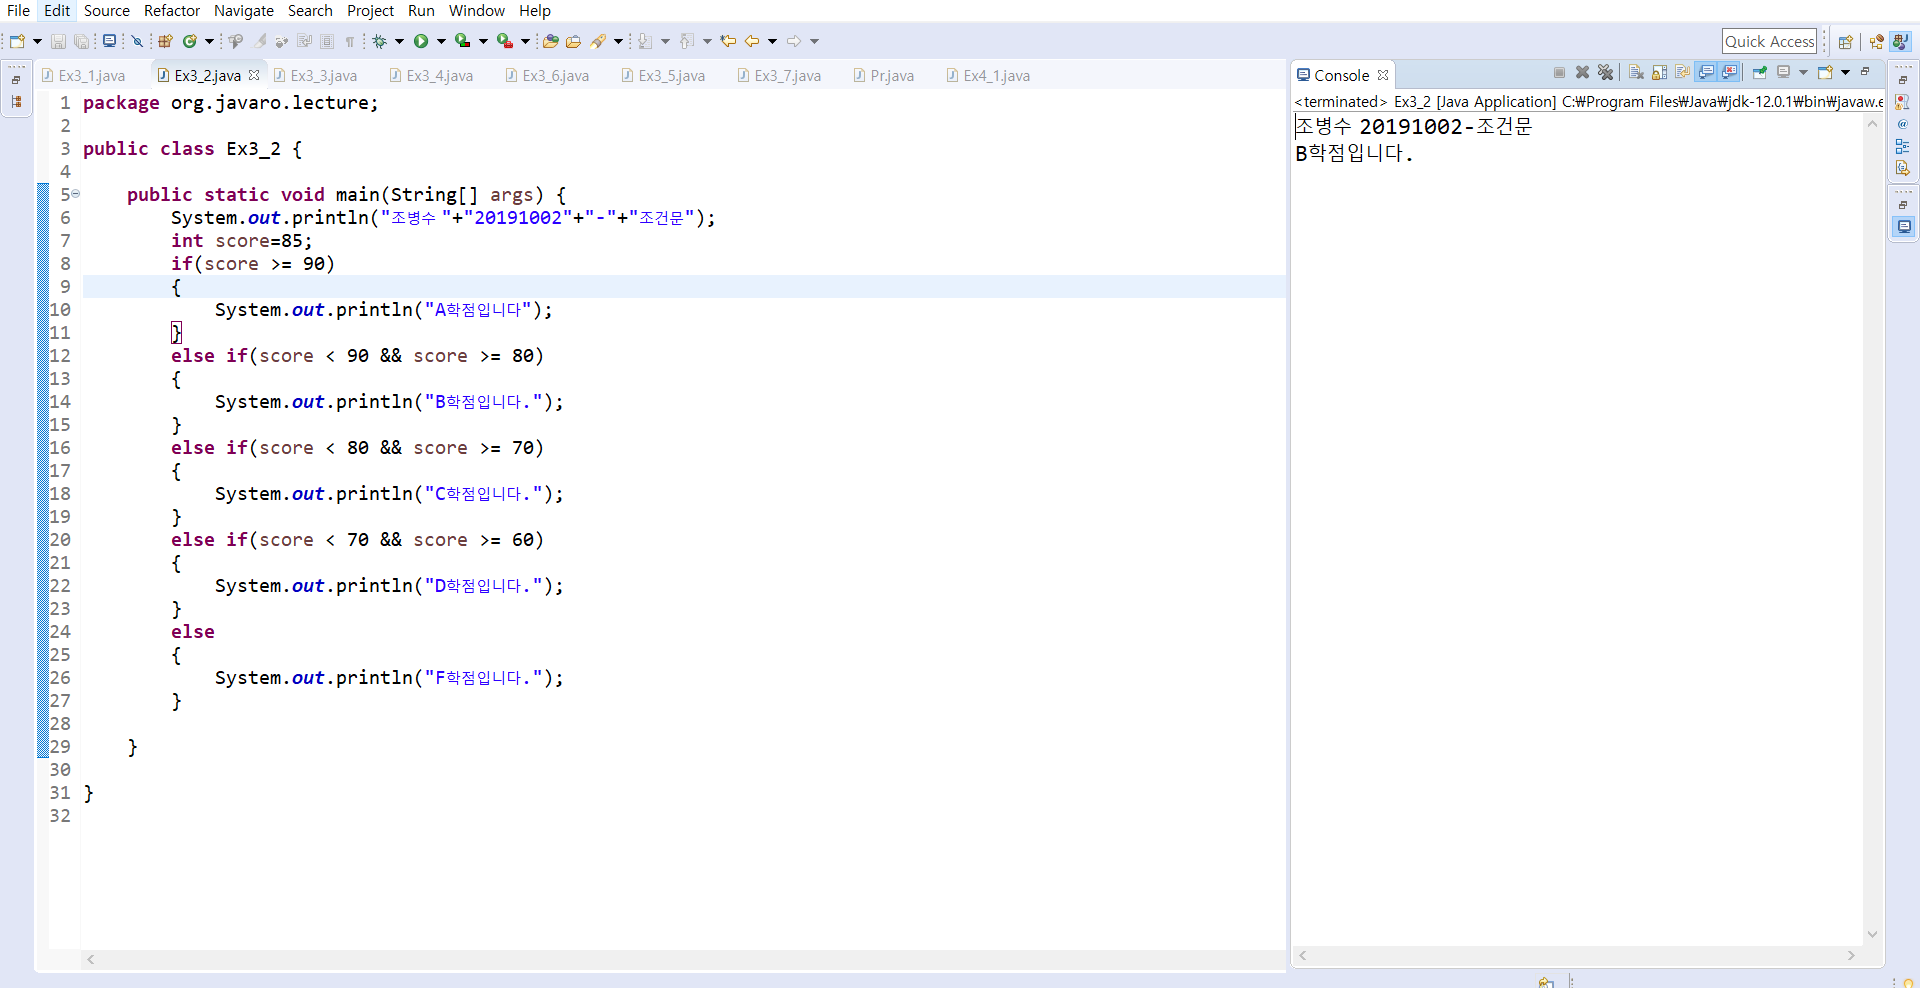 File Edit Source Refactor Navigate Search Project Run Window Help
Quick Access
Ex3_1.java Ex3_2.java Ex3_3.java Ex3_4.java Ex3_6.java Ex3_5.java Ex3_7.java Pr.java Ex4_1.java
1 package org.javaro.lecture;
2
3 public class Ex3_2 {
4
5 public static void main(String[] args) {
6 System.out.println("조병수 "+"20191002"+"-"+"조건문");
7 int score=85;
8 if(score >= 90)
9 {
10 System.out.println("A학점입니다");
11 }
12 else if(score < 90 && score >= 80)
13 {
14 System.out.println("B학점입니다.");
15 }
16 else if(score < 80 && score >= 70)
17 {
18 System.out.println("C학점입니다.");
19 }
20 else if(score < 70 && score >= 60)
21 {
22 System.out.println("D학점입니다.");
23 }
24 else
25 {
26 System.out.println("F학점입니다.");
27 }
28
29 }
30
31 }
32
Console
<terminated> Ex3_2 [Java Application] C:₩Program Files₩Java₩jdk-12.0.1₩bin₩javaw.e
조병수 20191002-조건문
B학점입니다.